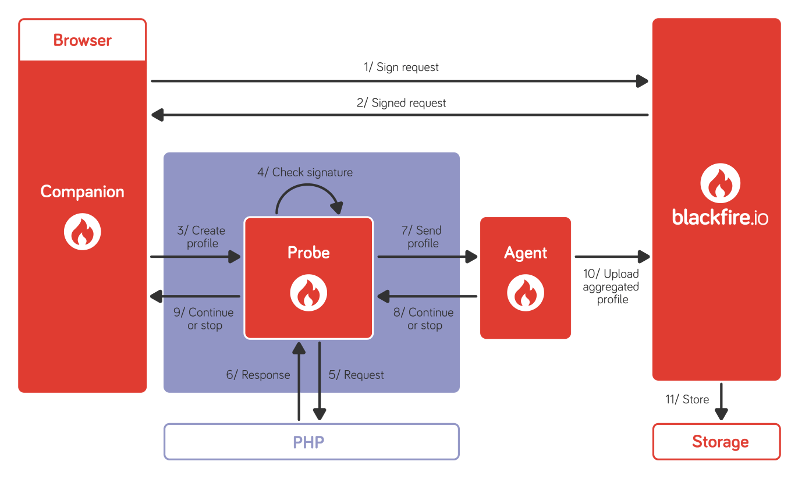 Browser
1/ Sign request
2/ Signed request
4/ Check signature
Companion
blackfire.io
3/ Create
profile
Probe
7/ Send
profile
Agent
10/ Upload
aggregated
profile
9/ Continue
or stop
8/ Continue
or stop
6/ Response
5/ Request
11/ Store
PHP
Storage